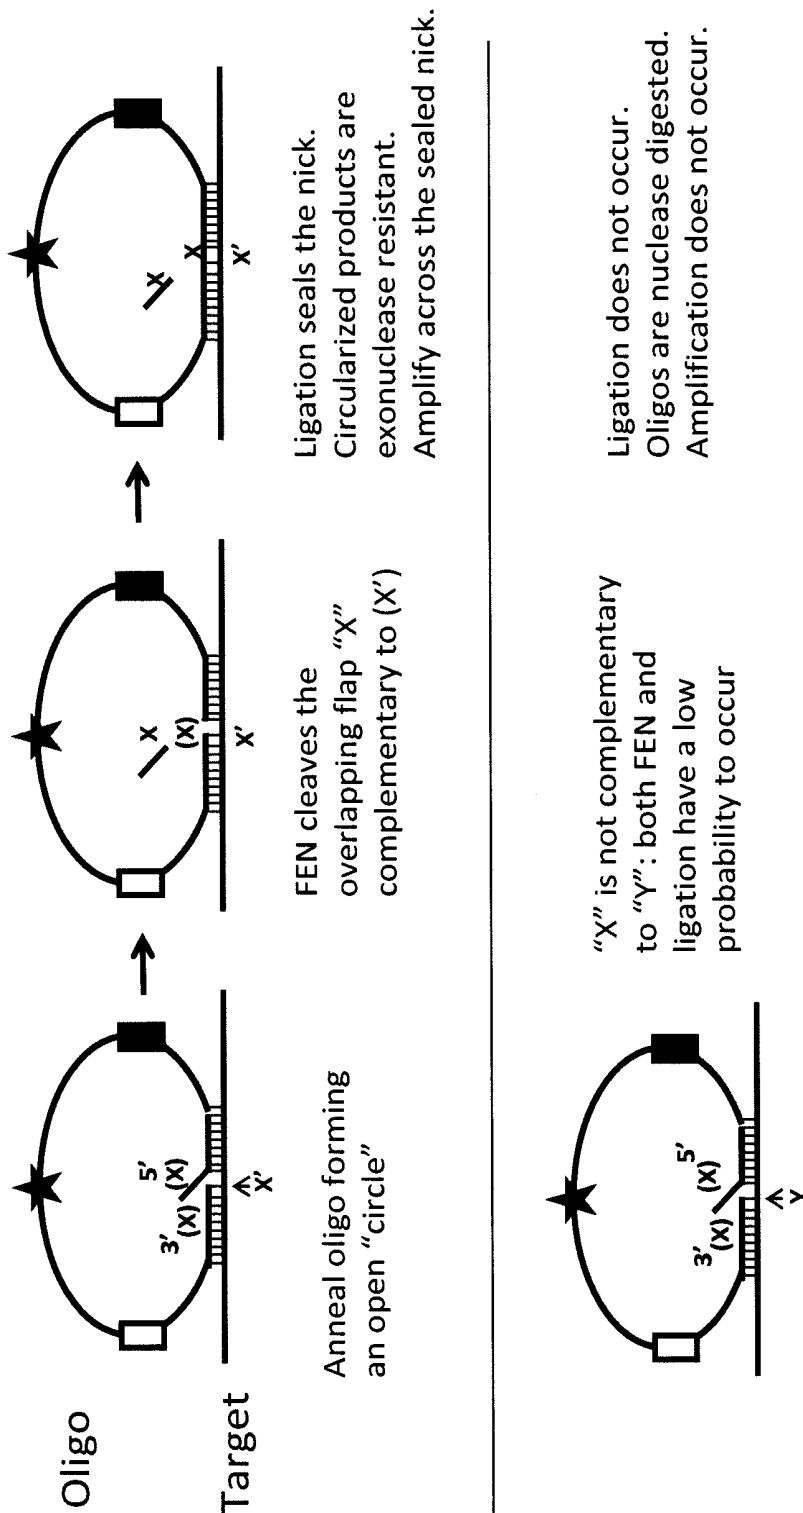 Oligo
Target
3'
(X)
5'
(X)
X'
Anneal oligo forming
an open “circle”
X
(X)
X'
FEN cleaves the
overlapping flap “X”
complementary to (X')
X
X
X'
Ligation seals the nick.
Circularized products are
exonuclease resistant.
Amplify across the sealed nick.
3'
(X)
5'
(X)
Y
“X” is not complementary
to “Y”: both FEN and
ligation have a low
probability to occur
Ligation does not occur.
Oligos are nuclease digested.
Amplification does not occur.